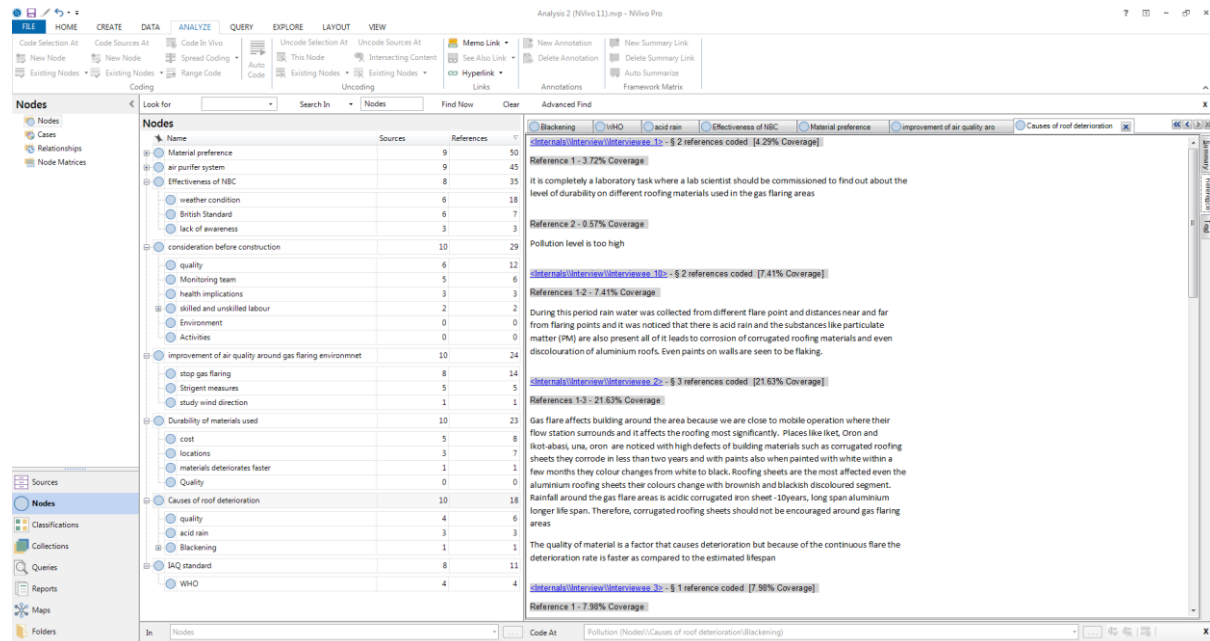 Analysis 2 (NVivo 11).nvp - NVivo Pro
FILE HOME CREATE DATA ANALYZE QUERY EXPLORE LAYOUT VIEW
Code Selection At Code Sources At Code In Vivo Uncode Selection At Uncode Sources At Memo Link New Annotation New Summary Link
New Node New Node Spread Coding This Node Intersecting Content See Also Link Delete Annotation Delete Summary Link
Existing Nodes Existing Nodes Range Code Auto Code Existing Nodes Existing Nodes Hyperlink Auto Summarize
Coding Uncoding Links Annotations Framework Matrix
Nodes
Look for Search In Nodes Find Now Clear Advanced Find
Nodes
Cases
Relationships
Node Matrices
Sources
Nodes
Classifications
Collections
Queries
Reports
Maps
Folders
Nodes
Name Sources References
Material preference 9 50
air purifer system 9 45
Effectiveness of NBC 8 35
weather condition 6 18
British Standard 6 7
lack of awareness 3 3
consideration before construction 10 29
quality 6 12
Monitoring team 5 6
health implications 3 3
skilled and unskilled labour 2 2
Environment 0 0
Activities 0 0
improvement of air quality around gas flaring environmnet 10 24
stop gas flaring 8 14
Strigent measures 5 5
study wind direction 1 1
Durability of materials used 10 23
cost 5 8
locations 3 7
materials deteriorates faster 1 1
Quality 0 0
Causes of roof deterioration 10 18
quality 4 6
acid rain 3 3
Blackening 1 1
IAQ standard 8 11
WHO 4 4
Blackening WHO acid rain Effectiveness of NBC Material preference improvement of air quality aro Causes of roof deterioration
<Internals\\Interview\\Interviewee 1> - § 2 references coded [4.29% Coverage]
Reference 1 - 3.72% Coverage
it is completely a laboratory task where a lab scientist should be commissioned to find out about the
level of durability on different roofing materials used in the gas flaring areas
Reference 2 - 0.57% Coverage
Pollution level is too high
<Internals\\Interview\\Interviewee 10> - § 2 references coded [7.41% Coverage]
References 1-2 - 7.41% Coverage
During this period rain water was collected from different flare point and distances near and far
from flaring points and it was noticed that there is acid rain and the substances like particulate
matter (PM) are also present all of it leads to corrosion of corrugated roofing materials and even
discolouration of aluminium roofs. Even paints on walls are seen to be flaking.
<Internals\\Interview\\Interviewee 2> - § 3 references coded [21.63% Coverage]
References 1-3 - 21.63% Coverage
Gas flare affects building around the area because we are close to mobile operation where their
flow station surrounds and it affects the roofing most significantly. Places like Iket, Oron and
Ikot-abasi, una, oron are noticed with high defects of building materials such as corrugated roofing
sheets they corrode in less than two years and with paints also when painted with white within a
few months they colour changes from white to black. Roofing sheets are the most affected even the
aluminium roofing sheets their colours change with brownish and blackish discoloured segment.
Rainfall around the gas flare areas is acidic corrugated iron sheet -10years, long span aluminium
longer life span. Therefore, corrugated roofing sheets should not be encouraged around gas flaring
areas
The quality of material is a factor that causes deterioration but because of the continuous flare the
deterioration rate is faster as compared to the estimated lifespan
<Internals\\Interview\\Interviewee 3> - § 1 reference coded [7.98% Coverage]
Reference 1 - 7.98% Coverage
Summary
Reference
Text
In Nodes Code At Pollution (Nodes\\Causes of roof deterioration\Blackening)